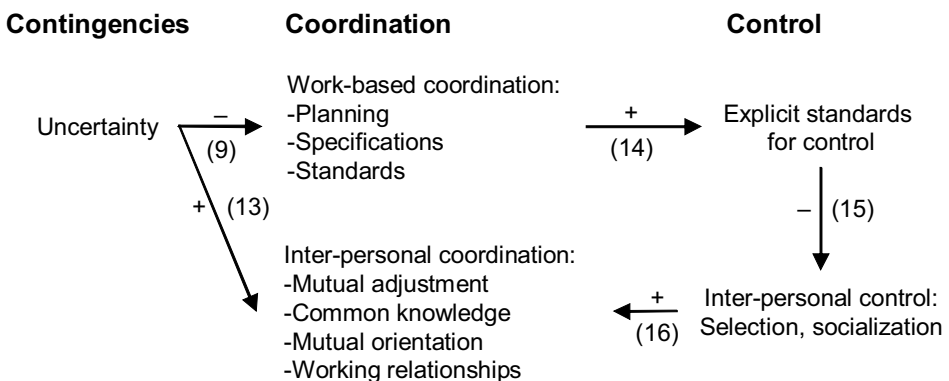 Contingencies Coordination Control
Work-based coordination:
-Planning
-Specifications
-Standards
Uncertainty
–
(9)
+
(13)
+
(14)
Explicit standards
for control
–
(15)
Inter-personal coordination:
-Mutual adjustment
-Common knowledge
-Mutual orientation
-Working relationships
+
(16)
Inter-personal control:
Selection, socialization